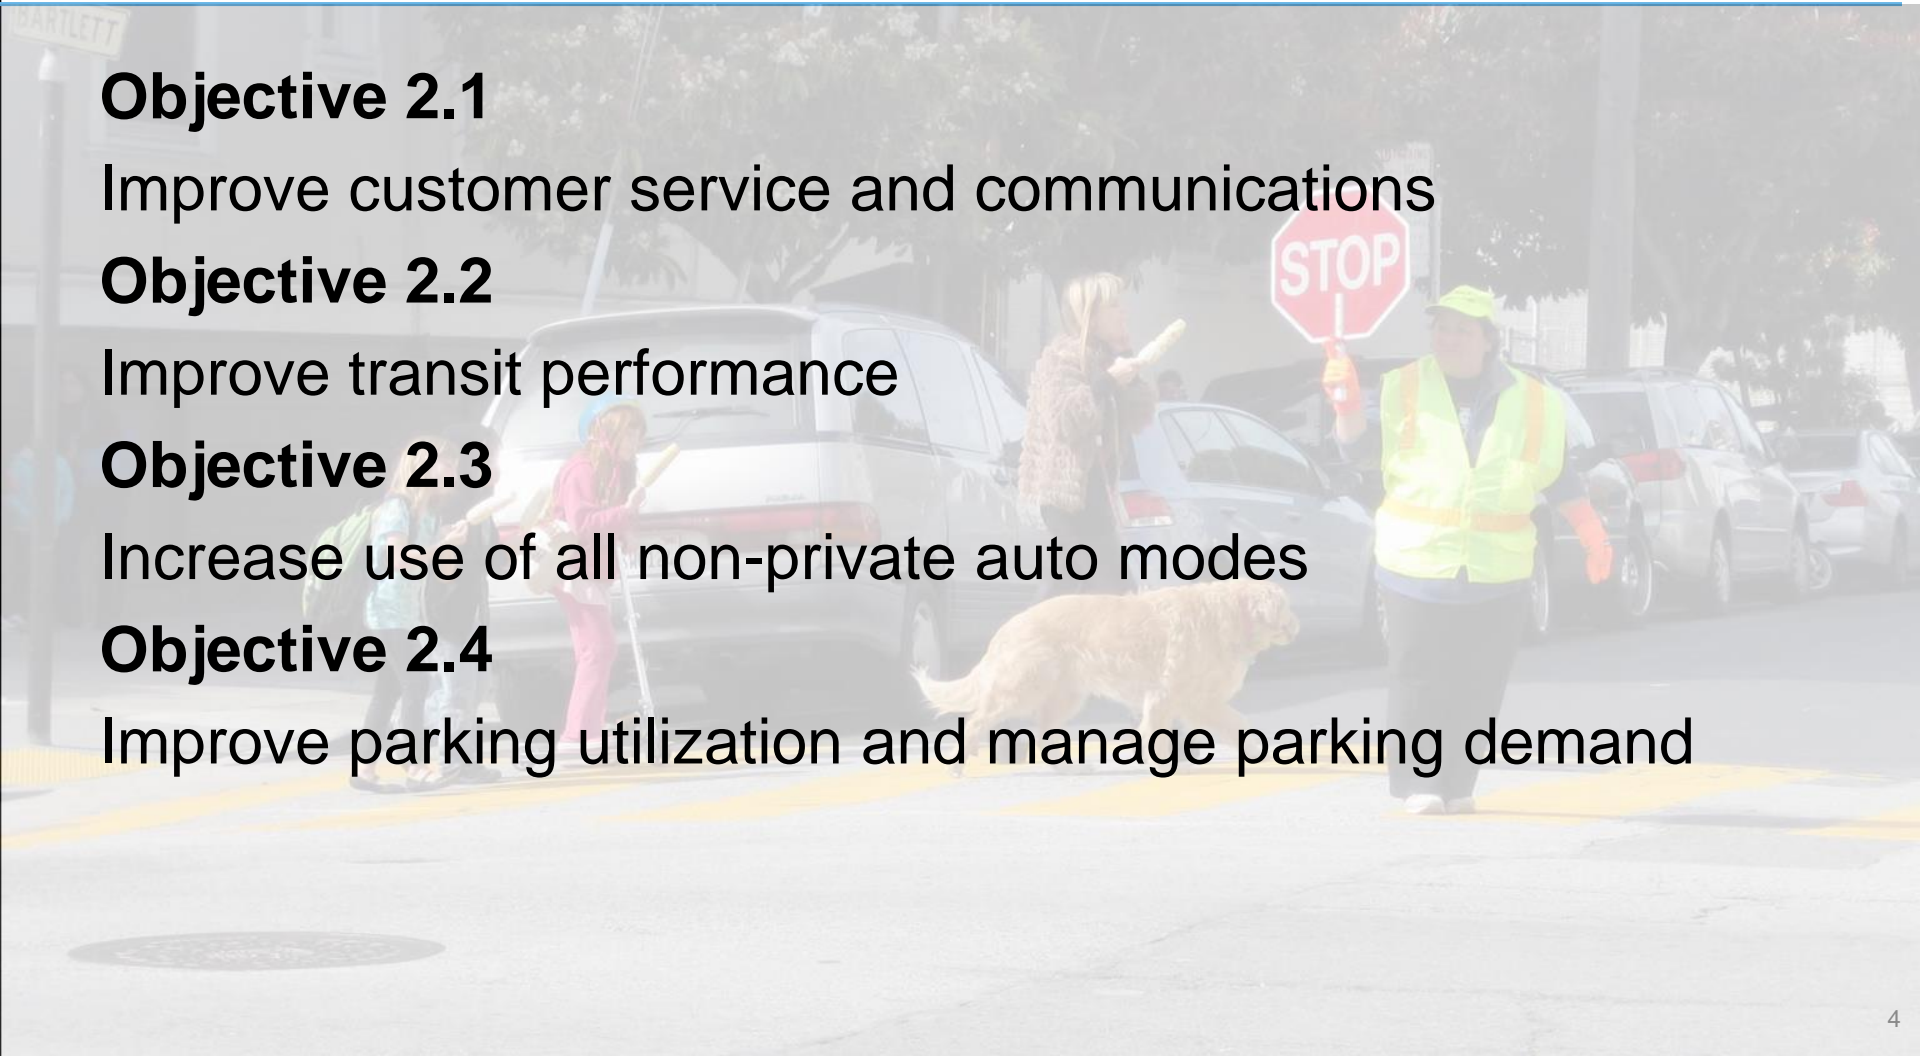 BARTLETT
Objective 2.1
Improve customer service and communications
STOP
Objective 2.2
Improve transit performance
Objective 2.3
Increase use of all non-private auto modes
Objective 2.4
Improve parking utilization and manage parking demand
4